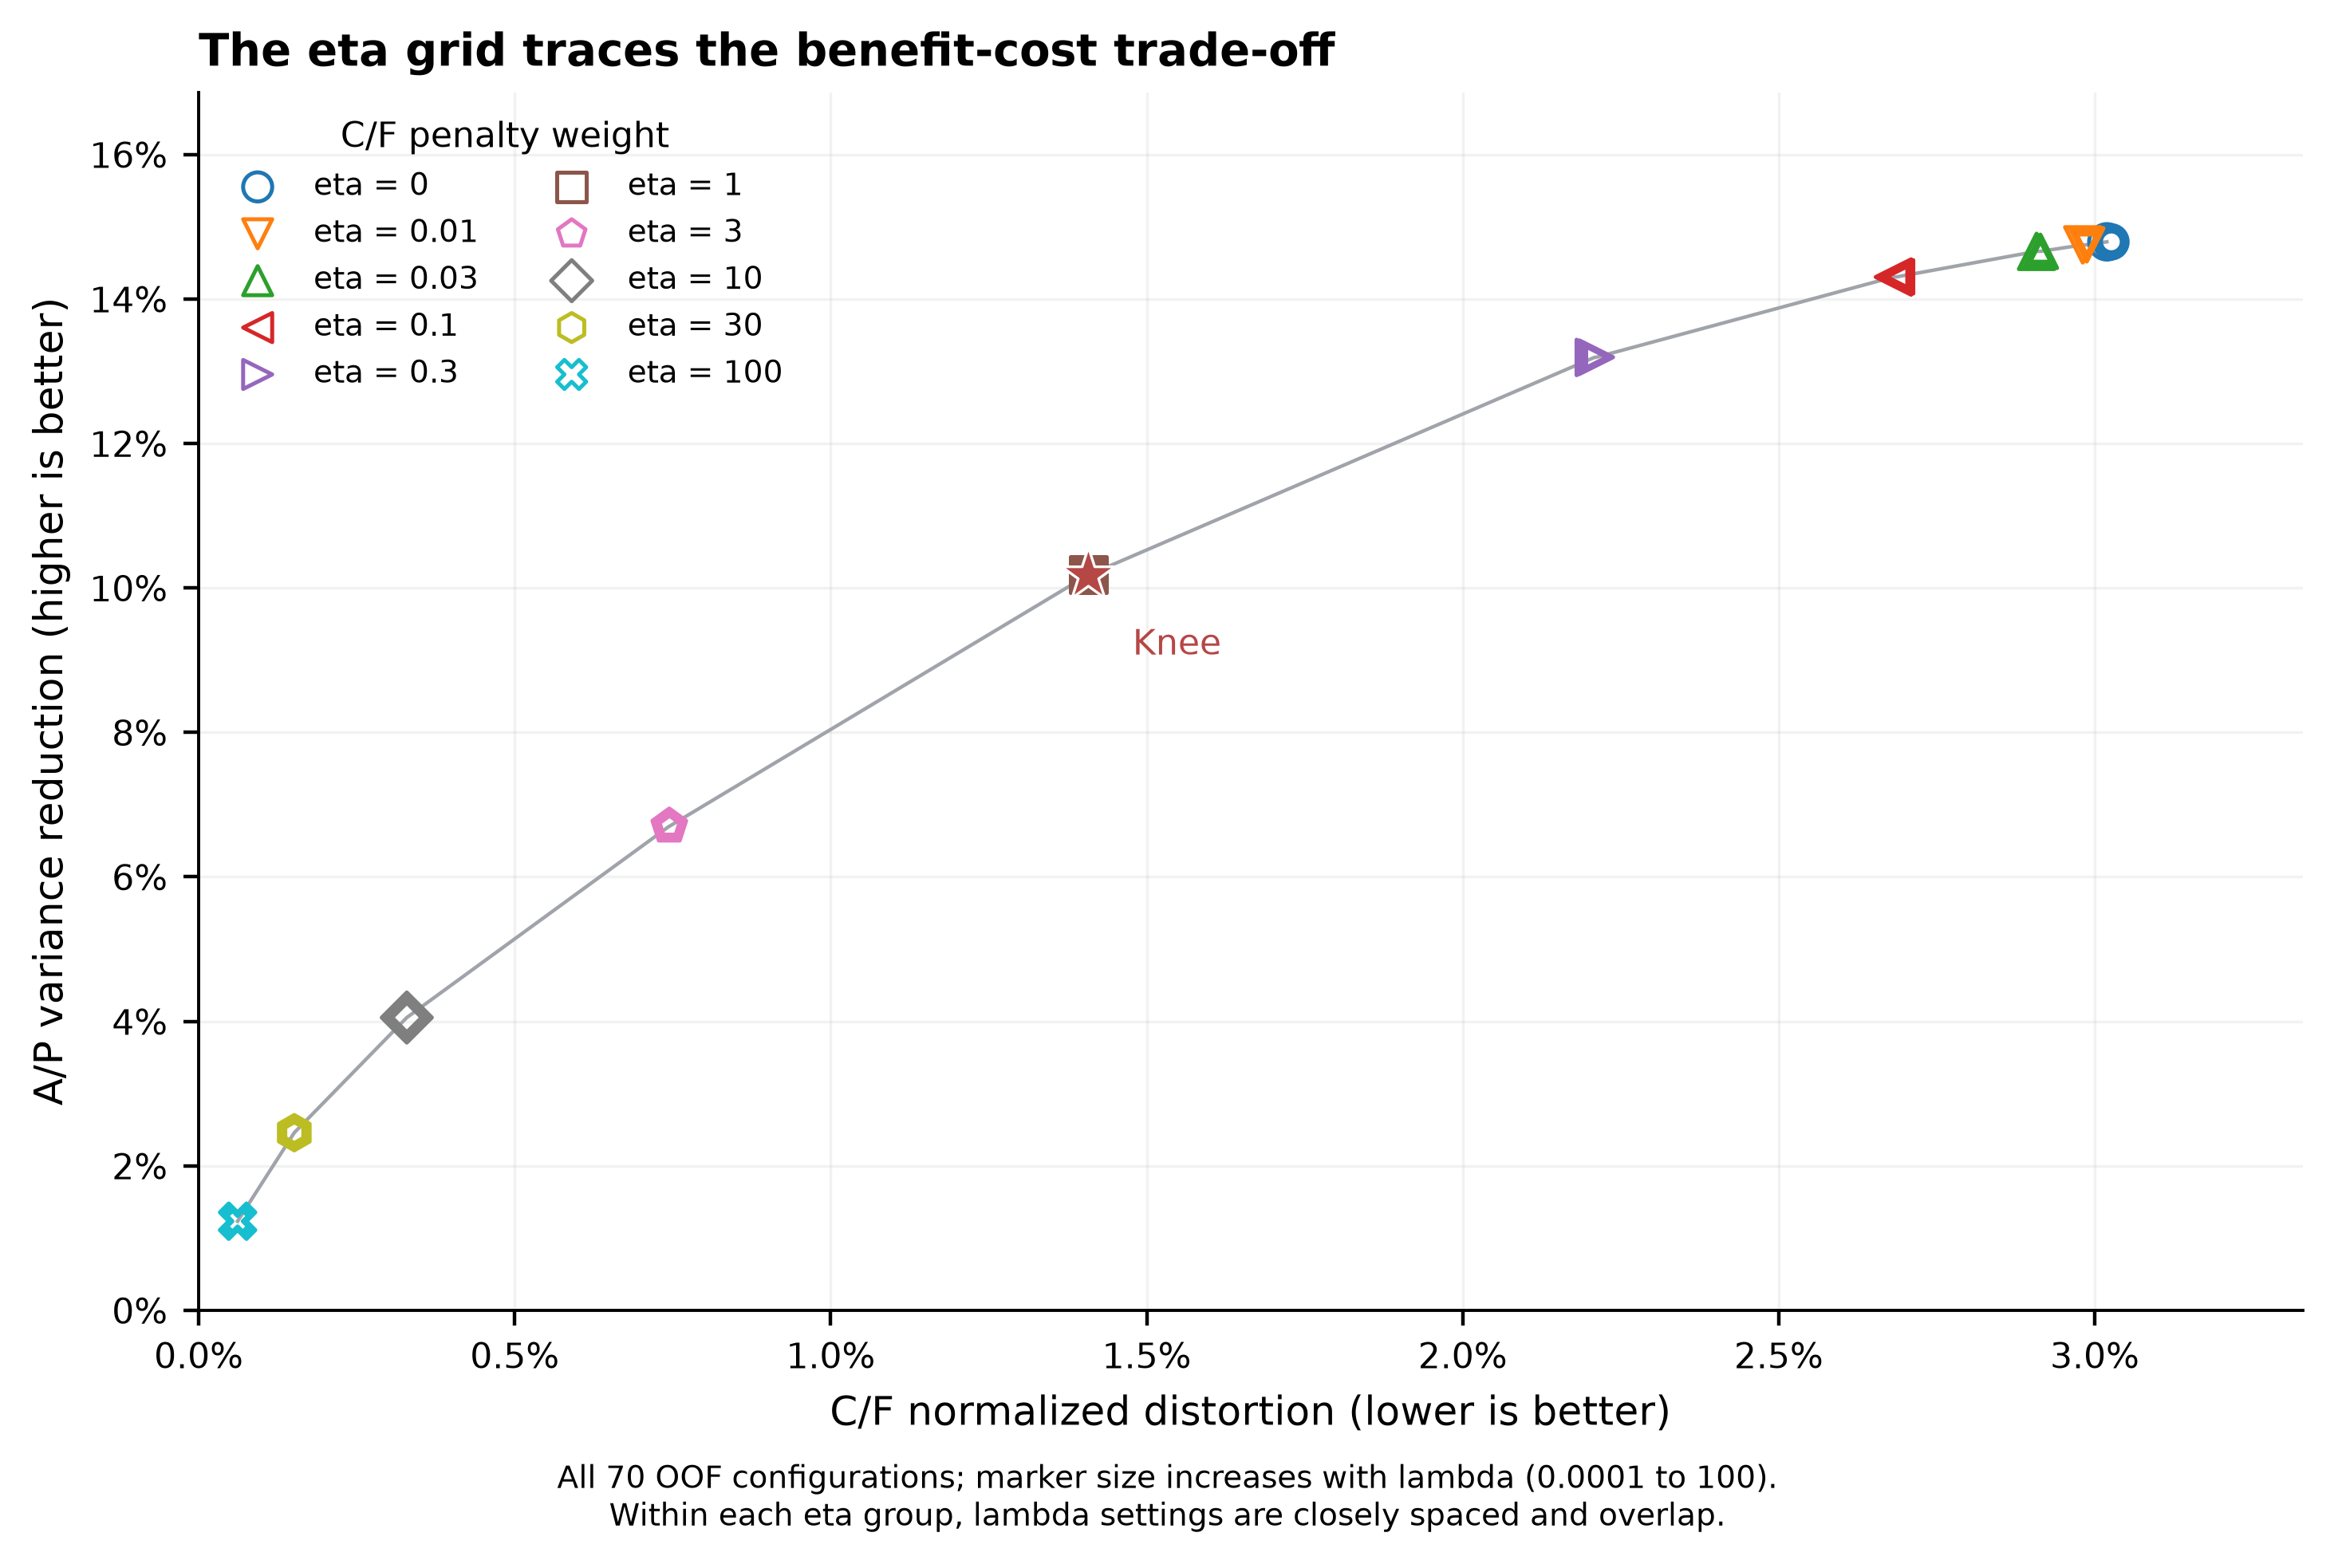 The eta grid traces the benefit-cost trade-off
C/F penalty weight
eta = 0
eta = 0.01
eta = 0.03
eta = 0.1
eta = 0.3
eta = 1
eta = 3
eta = 10
eta = 30
eta = 100
A/P variance reduction (higher is better)
16%
14%
12%
10%
8%
6%
4%
2%
0%
Knee
0.0%
0.5%
1.0%
1.5%
2.0%
2.5%
3.0%
C/F normalized distortion (lower is better)
All 70 OOF configurations; marker size increases with lambda (0.0001 to 100).
Within each eta group, lambda settings are closely spaced and overlap.